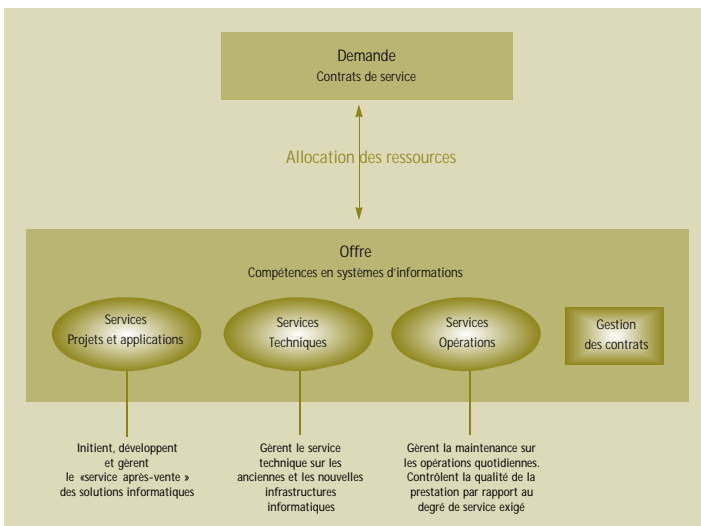 Demande
Contrats de service
Allocation des ressources
Offre
Compétences en systèmes d'informations
Services
Projets et applications
Services
Techniques
Services
Opérations
Gestion
des contrats
Initient, développent
et gèrent
le «service après-vente »
des solutions informatiques
Gèrent le service
technique sur les
anciennes et les nouvelles
infrastructures
informatiques
Gèrent la maintenance sur
les opérations quotidiennes.
Contrôlent la qualité de la
prestation par rapport au
degré de service exigé